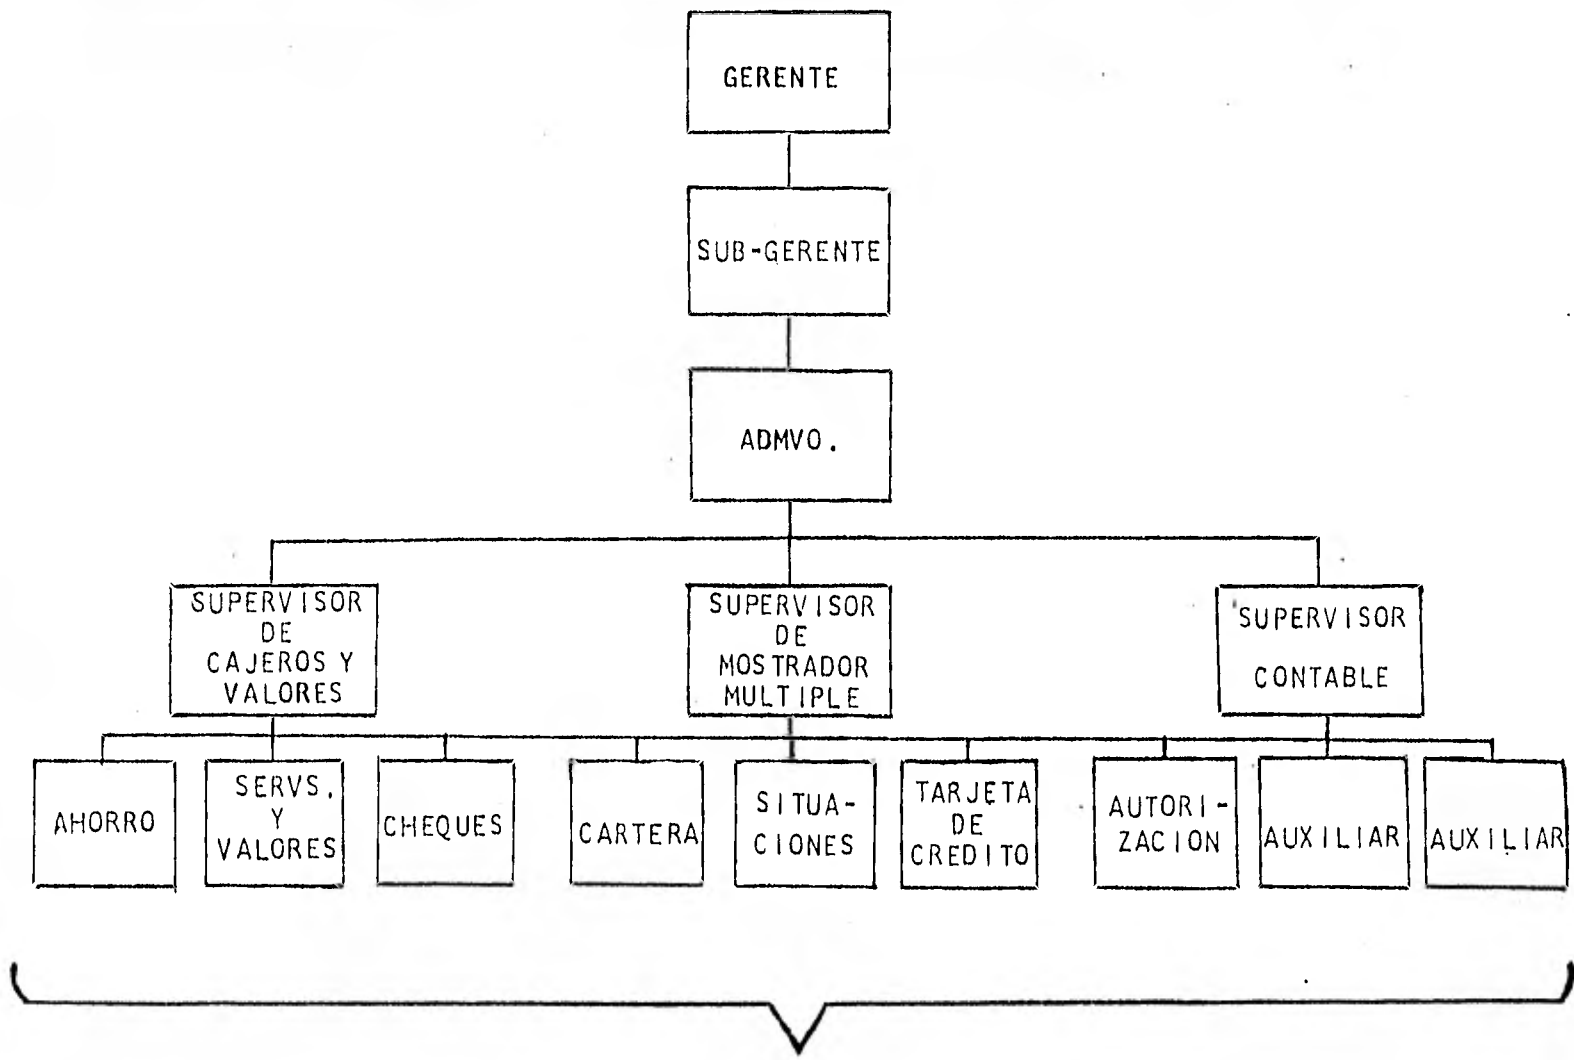 GERENTE
SUB-GERENTE
ADMVO.
SUPERVISOR
DE
CAJEROS Y
VALORES
SUPERVISOR
DE
MOSTRADOR
MULTIPLE
SUPERVISOR
CONTABLE
AHORRO
SERVS.
Y
VALORES
CHEQUES
CARTERA
SITUA-
CIONES
TARJETA
DE
CREDITO
AUTORI-
ZACION
AUXILIAR
AUXILIAR